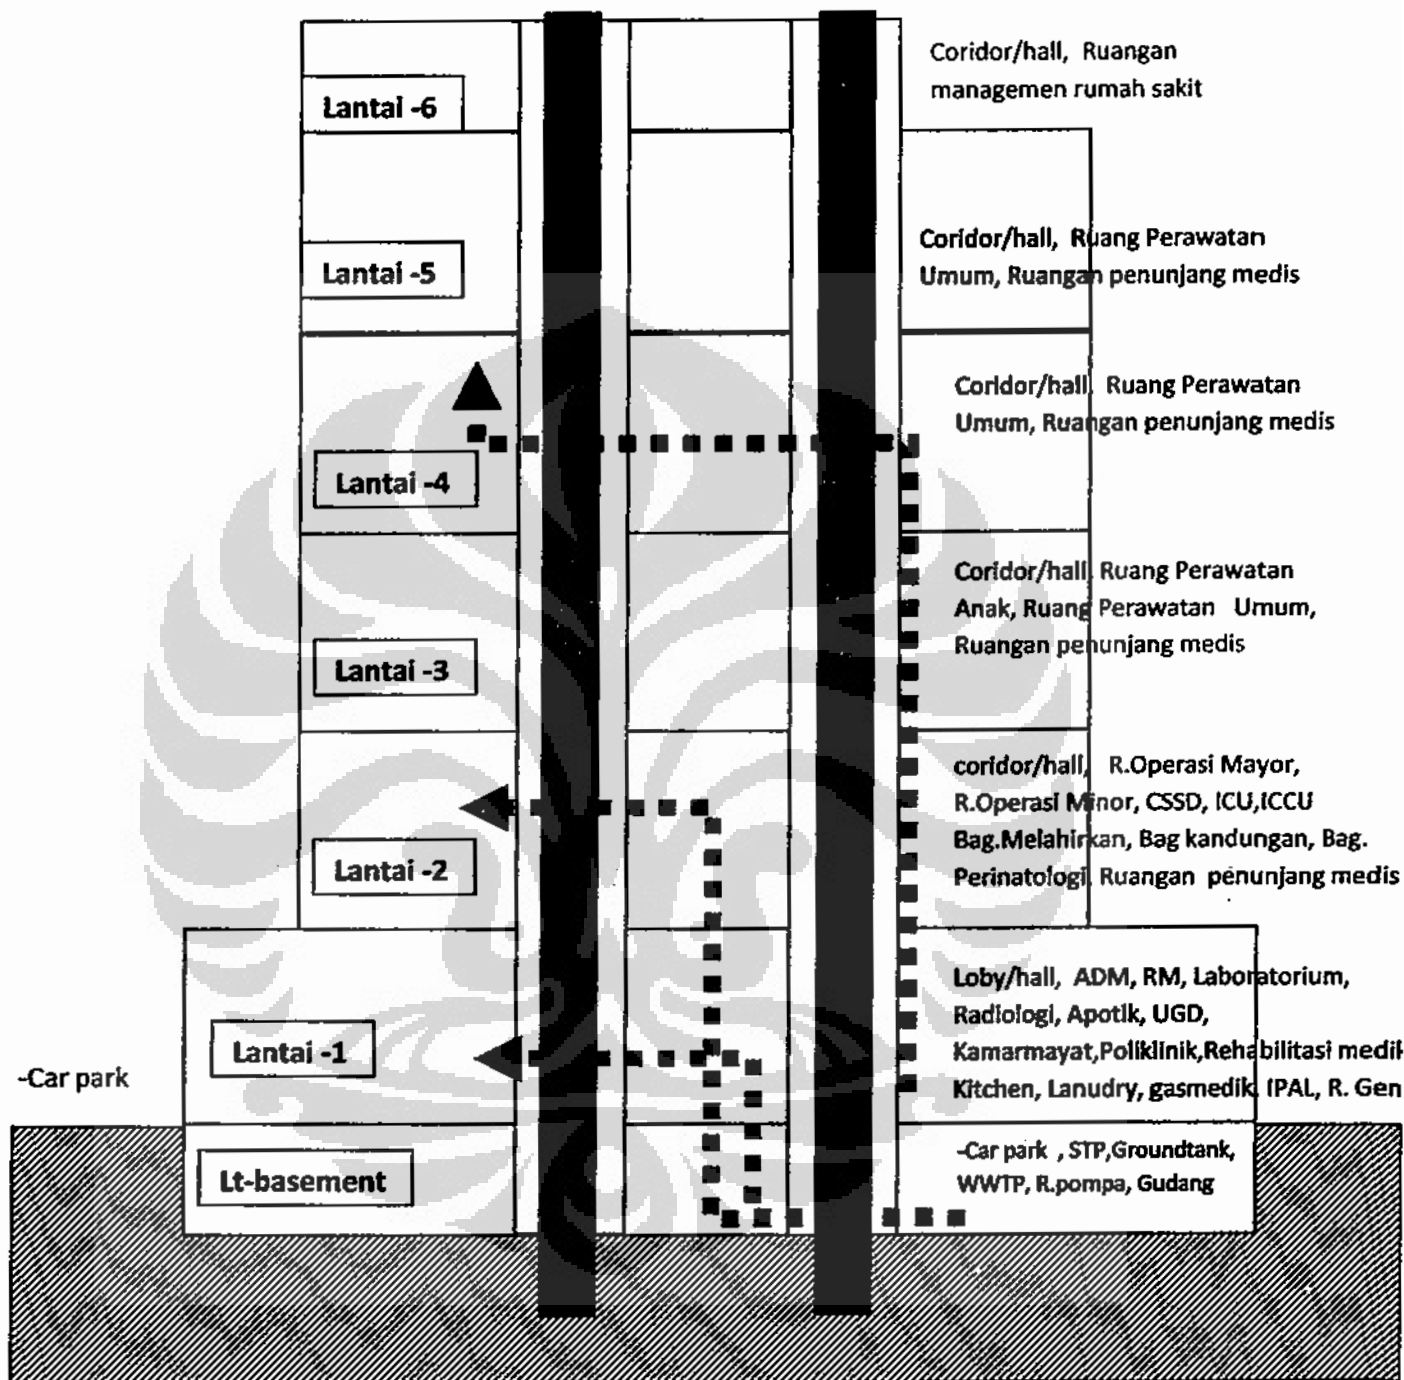 Coridor/hall, Ruangan
managemen rumah sakit
Lantai -6
Coridor/hall, Ruang Perawatan
Umum, Ruangan penunjang medis
Lantai -5
Coridor/hall, Ruang Perawatan
Umum, Ruangan penunjang medis
Lantai -4
Coridor/hall, Ruang Perawatan
Anak, Ruang Perawatan Umum,
Ruangan penunjang medis
Lantai -3
coridor/hall, R.Operasi Mayor,
R.Operasi Minor, CSSD, ICU,ICCU
Bag.Melahirkan, Bag kandungan, Bag.
Perinatologi, Ruangan penunjang medis
Lantai -2
Loby/hall, ADM, RM, Laboratorium,
Radiologi, Apotik, UGD,
Kamarmayat,Poliklinik,Rehabilitasi medik
Kitchen, Lanudry, gasmedik, IPAL, R. Gen
Lantai -1
-Car park
-Car park , STP,Groundtank,
WWTP, R.pompa, Gudang
Lt-basement